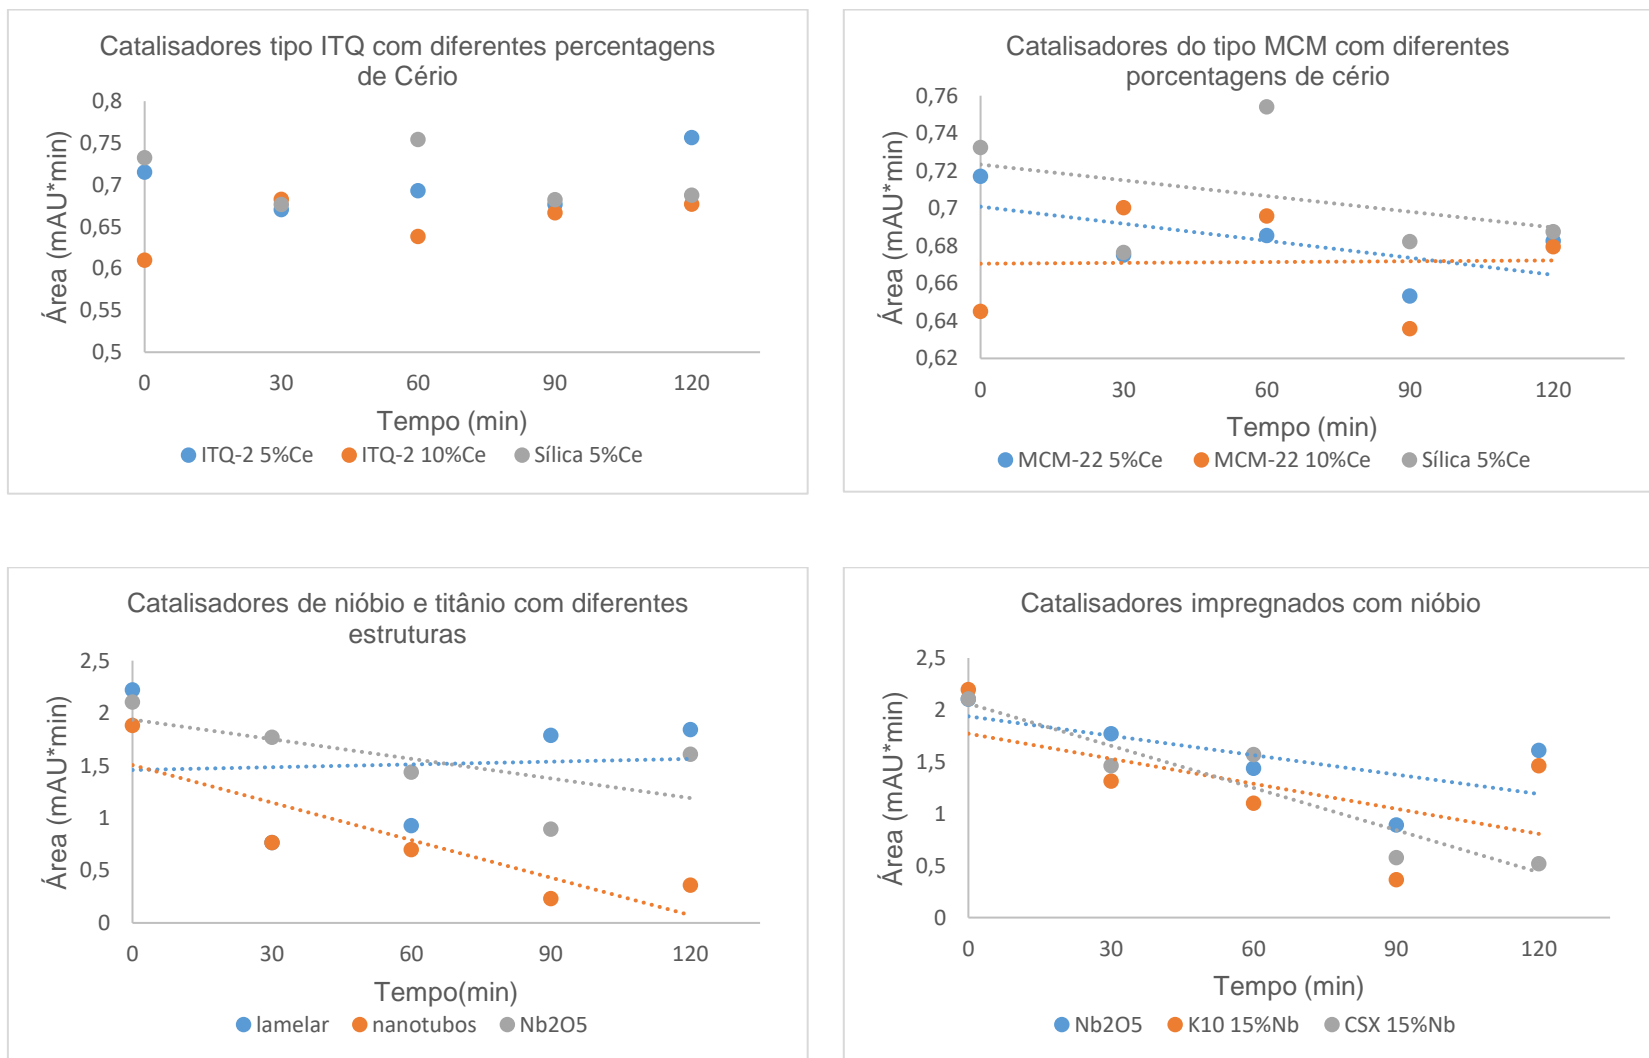 Catalisadores tipo ITQ com diferentes percentagens
de Cério
Área (mAU*min)
0,8
0,75
0,7
0,65
0,6
0,55
0,5
0 30 60 90 120
Tempo (min)
ITQ-2 5%Ce ITQ-2 10%Ce Sílica 5%Ce
Catalisadores do tipo MCM com diferentes
porcentagens de cério
Área (mAU*min)
0,76
0,74
0,72
0,7
0,68
0,66
0,64
0,62
0 30 60 90 120
Tempo (min)
MCM-22 5%Ce MCM-22 10%Ce Sílica 5%Ce
Catalisadores de nióbio e titânio com diferentes
estruturas
Área (mAU*min)
2,5
2
1,5
1
0,5
0
0 30 60 90 120
Tempo(min)
lamelar nanotubos Nb2O5
Catalisadores impregnados com nióbio
Área (mAU*min)
2,5
2
1,5
1
0,5
0
0 30 60 90 120
Tempo (min)
Nb2O5 K10 15%Nb CSX 15%Nb